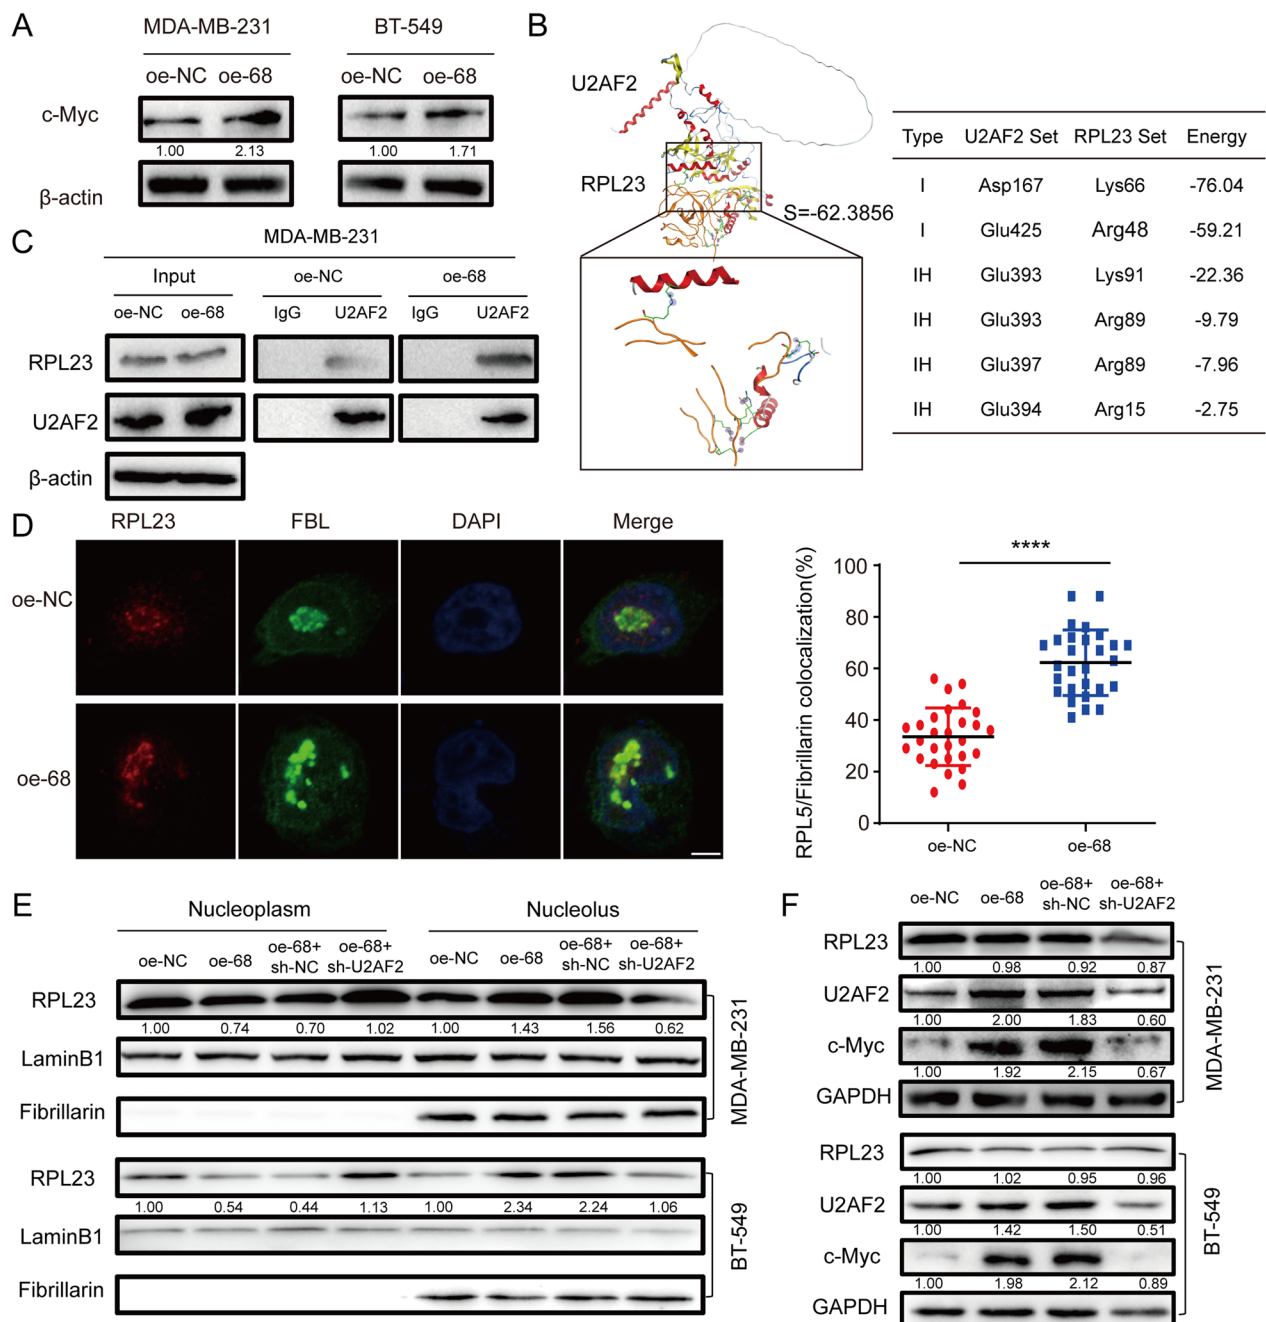 A
MDA-MB-231
BT-549
oe-NC oe-68
oe-NC oe-68
c-Myc
1.00 2.13
1.00 1.71
β-actin
B
U2AF2
RPL23
S=-62.3856
Type U2AF2 Set RPL23 Set Energy
I Asp167 Lys66 -76.04
I Glu425 Arg48 -59.21
IH Glu393 Lys91 -22.36
IH Glu393 Arg89 -9.79
IH Glu397 Arg89 -7.96
IH Glu394 Arg15 -2.75
C
MDA-MB-231
Input oe-NC oe-68
oe-NC oe-68 IgG U2AF2 IgG U2AF2
RPL23
U2AF2
β-actin
D
RPL23 FBL DAPI Merge
oe-NC
oe-68
RPL5/Fibrillarin colocalization(%)
****
100
80
60
40
20
0
oe-NC oe-68
E
Nucleoplasm Nucleolus
oe-NC oe-68 oe-68+ sh-NC oe-68+ sh-U2AF2 oe-NC oe-68 oe-68+ sh-NC oe-68+ sh-U2AF2
RPL23
1.00 0.74 0.70 1.02 1.00 1.43 1.56 0.62
LaminB1
Fibrillarin
MDA-MB-231
RPL23
1.00 0.54 0.44 1.13 1.00 2.34 2.24 1.06
LaminB1
Fibrillarin
BT-549
F
oe-NC oe-68 oe-68+ sh-NC oe-68+ sh-U2AF2
RPL23
1.00 0.98 0.92 0.87
U2AF2
1.00 2.00 1.83 0.60
c-Myc
1.00 1.92 2.15 0.67
GAPDH
MDA-MB-231
RPL23
1.00 1.02 0.95 0.96
U2AF2
1.00 1.42 1.50 0.51
c-Myc
1.00 1.98 2.12 0.89
GAPDH
BT-549